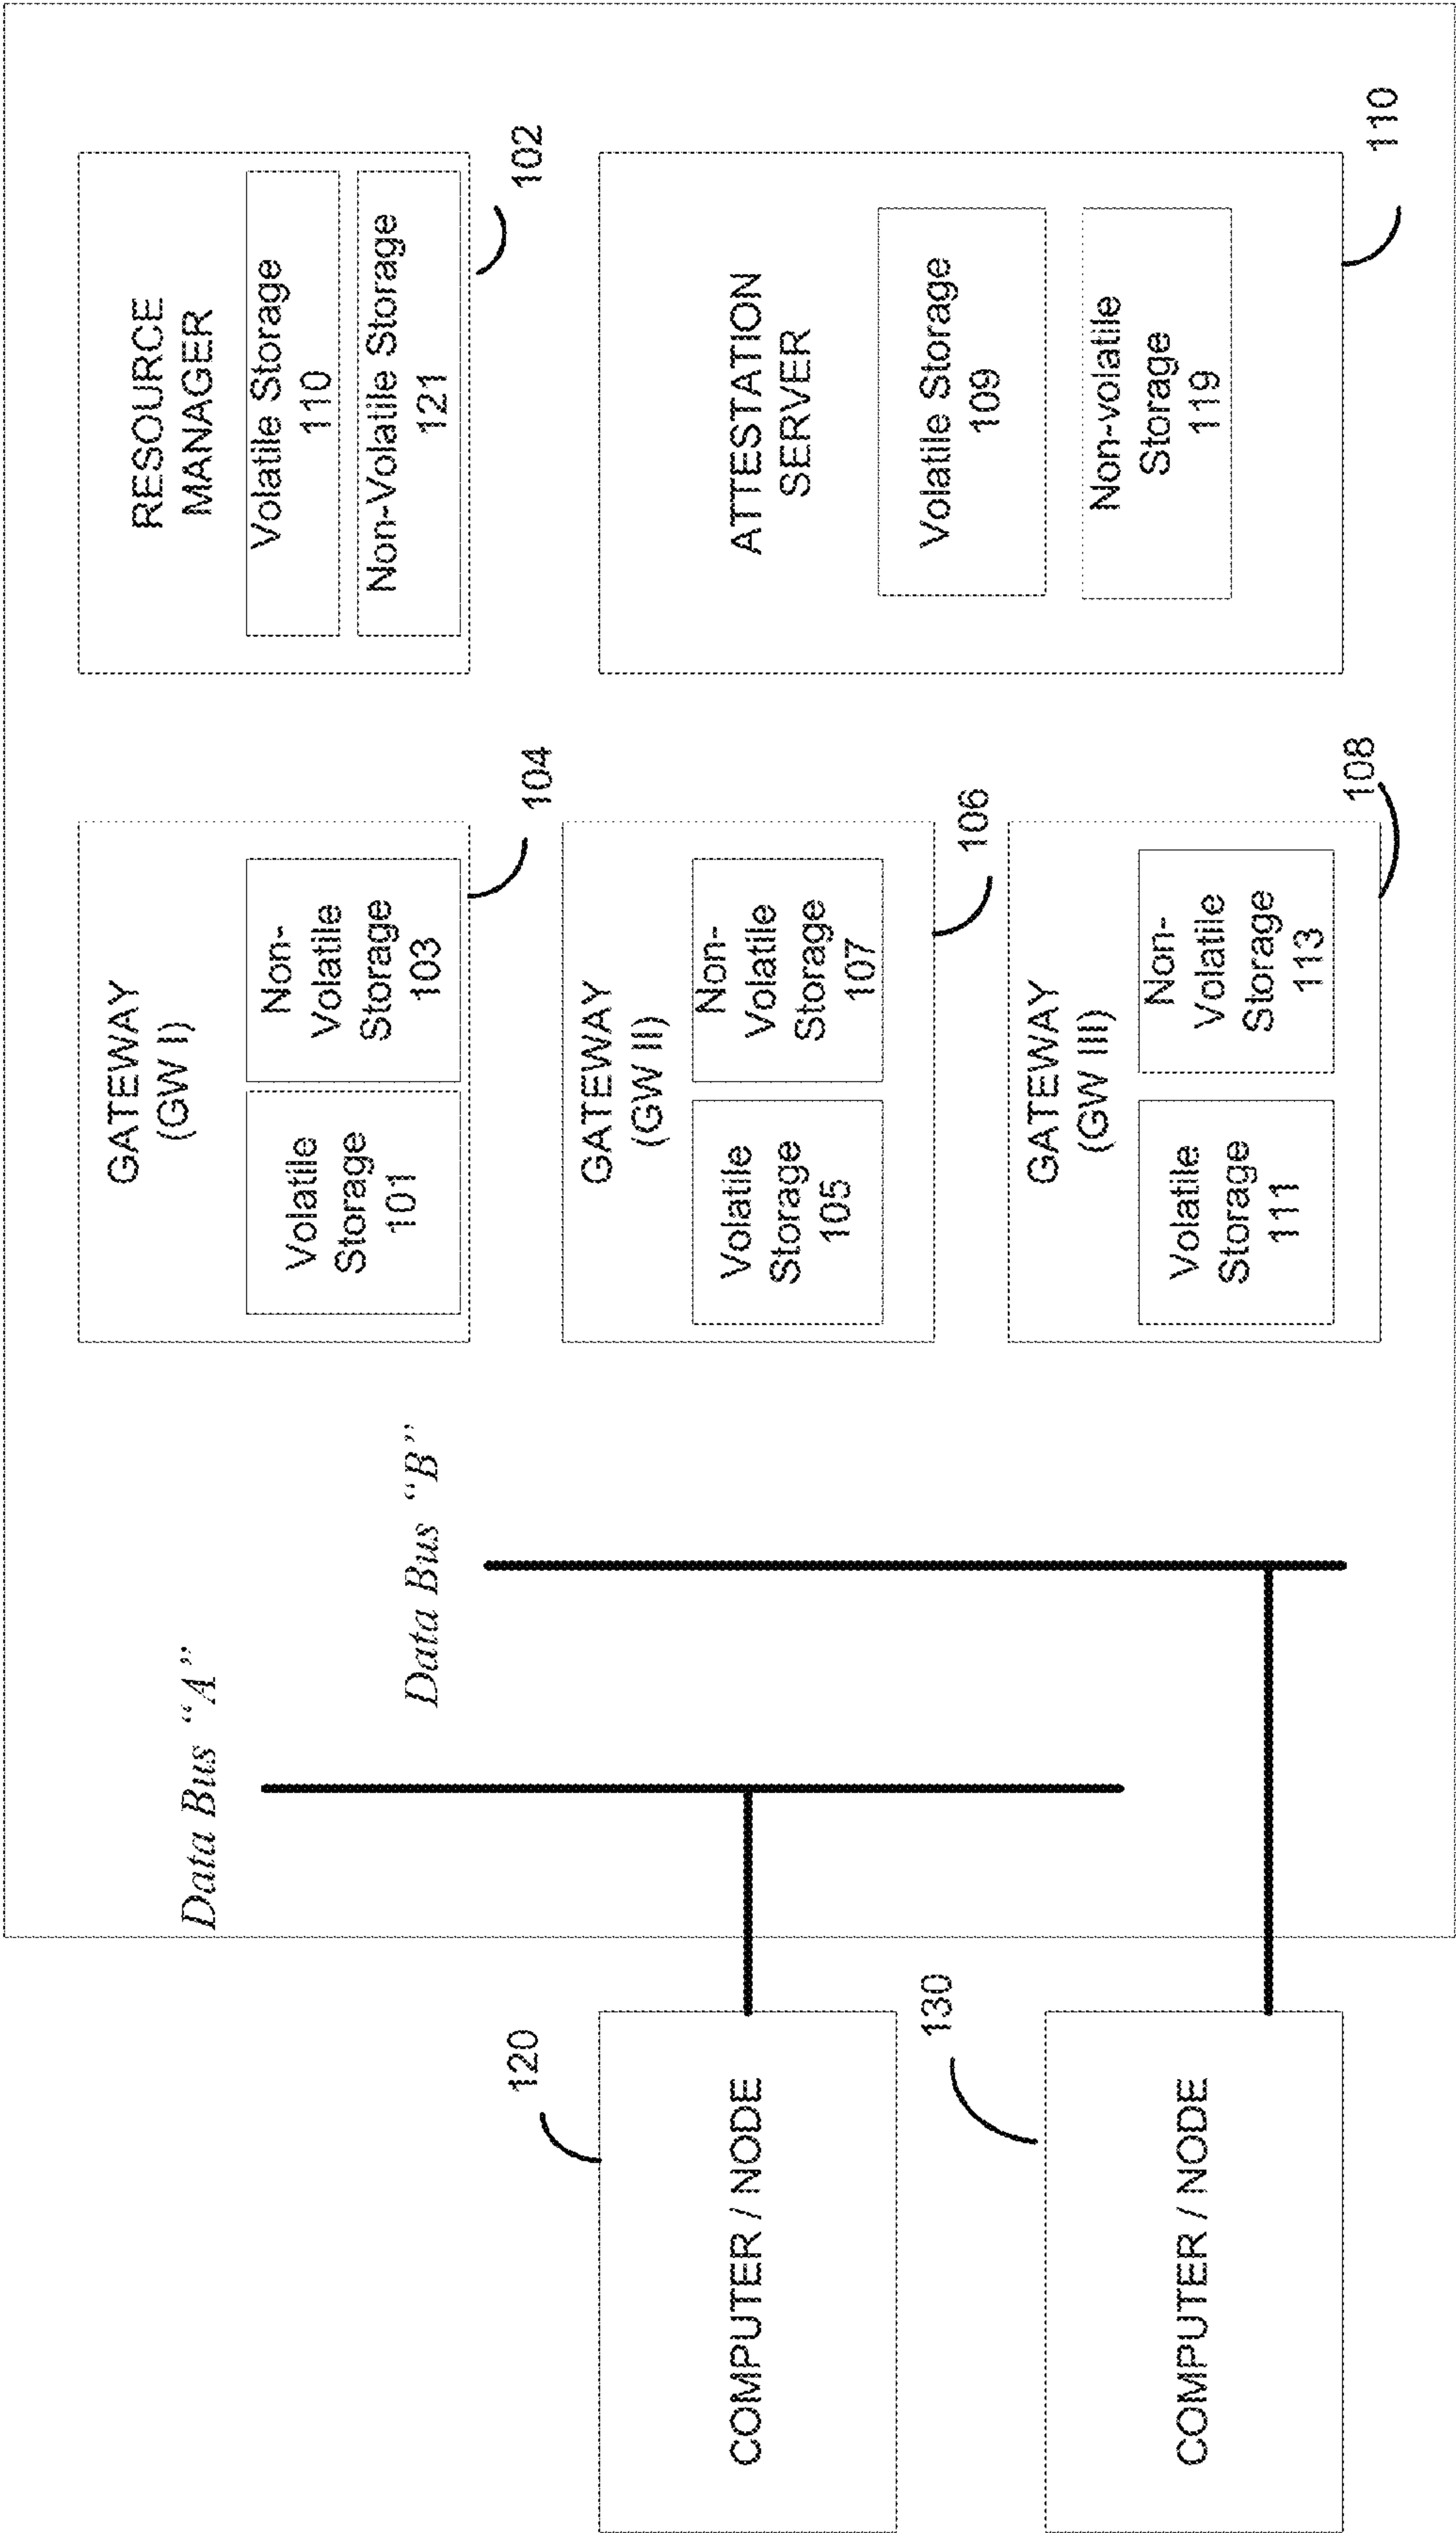 Data Bus “A”
Data Bus “B”
COMPUTER / NODE
120
COMPUTER / NODE
130
GATEWAY
(GW I)
Volatile
Storage
101
Non-
Volatile
Storage
103
104
GATEWAY
(GW II)
Volatile
Storage
105
Non-
Volatile
Storage
107
106
GATEWAY
(GW III)
Volatile
Storage
111
Non-
Volatile
Storage
113
108
RESOURCE
MANAGER
Volatile Storage
110
Non-Volatile Storage
121
102
ATTESTATION
SERVER
Volatile Storage
109
Non-volatile
Storage
119
110